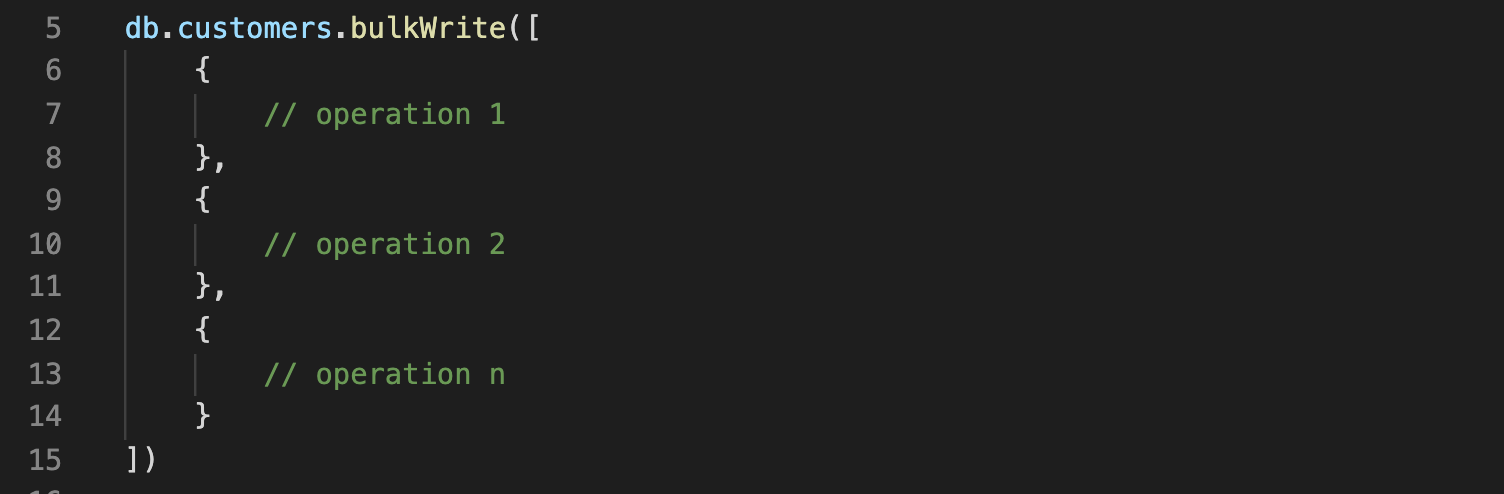 5 db.customers.bulkWrite([
6 {
7 // operation 1
8 },
9 {
10 // operation 2
11 },
12 {
13 // operation n
14 }
15 ])